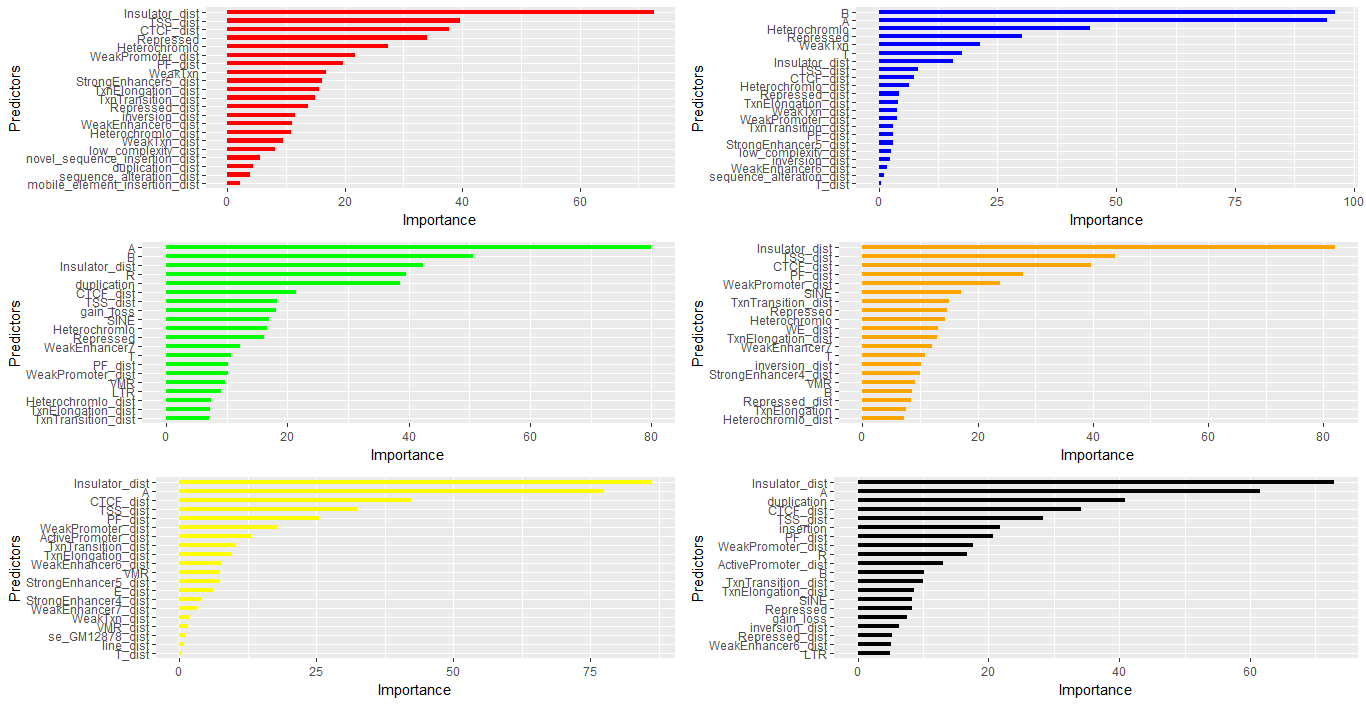 Predictors
Insulator_dist
TSS_dist
CTCF_dist
Repressed
Heterochromlo
WeakPromoter_dist
PF_dist
WeakTxn
StrongEnhancer5_dist
TxnElongation_dist
TxnTransition_dist
Repressed_dist
inversion_dist
WeakEnhancer6_dist
Heterochromlo_dist
WeakTxn_dist
low_complexity_dist
novel_sequence_insertion_dist
duplication_dist
sequence_alteration_dist
mobile_element_insertion_dist
0 20 40 60
Importance
Predictors
B
A
Heterochromlo
Repressed
WeakTxn
T
Insulator_dist
TSS_dist
CTCF_dist
Heterochromlo_dist
Repressed_dist
TxnElongation_dist
WeakTxn_dist
WeakPromoter_dist
TxnTransition_dist
PF_dist
StrongEnhancer5_dist
low_complexity_dist
inversion_dist
WeakEnhancer6_dist
sequence_alteration_dist
T_dist
0 25 50 75 100
Importance
Predictors
A
B
Insulator_dist
R
duplication
CTCF_dist
TSS_dist
gain_loss
SINE
Heterochromlo
Repressed
WeakEnhancer7
T
PF_dist
WeakPromoter_dist
VMR
LTR
Heterochromlo_dist
TxnElongation_dist
TxnTransition_dist
0 20 40 60 80
Importance
Predictors
Insulator_dist
TSS_dist
CTCF_dist
PF_dist
WeakPromoter_dist
SINE
TxnTransition_dist
Repressed
Heterochromlo
WE_dist
TxnElongation_dist
WeakEnhancer7
T
inversion_dist
StrongEnhancer4_dist
VMR
B
Repressed_dist
TxnElongation
Heterochromlo_dist
0 20 40 60 80
Importance
Predictors
Insulator_dist
A
CTCF_dist
TSS_dist
PF_dist
WeakPromoter_dist
ActivePromoter_dist
TxnTransition_dist
TxnElongation_dist
WeakEnhancer6_dist
VMR
StrongEnhancer5_dist
E_dist
StrongEnhancer4_dist
WeakEnhancer7_dist
WeakTxn_dist
VMR_dist
se_GM12878_dist
line_dist
T_dist
0 25 50 75
Importance
Predictors
Insulator_dist
A
duplication
CTCF_dist
TSS_dist
insertion
PF_dist
WeakPromoter_dist
R
ActivePromoter_dist
B
TxnTransition_dist
TxnElongation_dist
SINE
Repressed
gain_loss
inversion_dist
Repressed_dist
WeakEnhancer6_dist
LTR
0 20 40 60
Importance